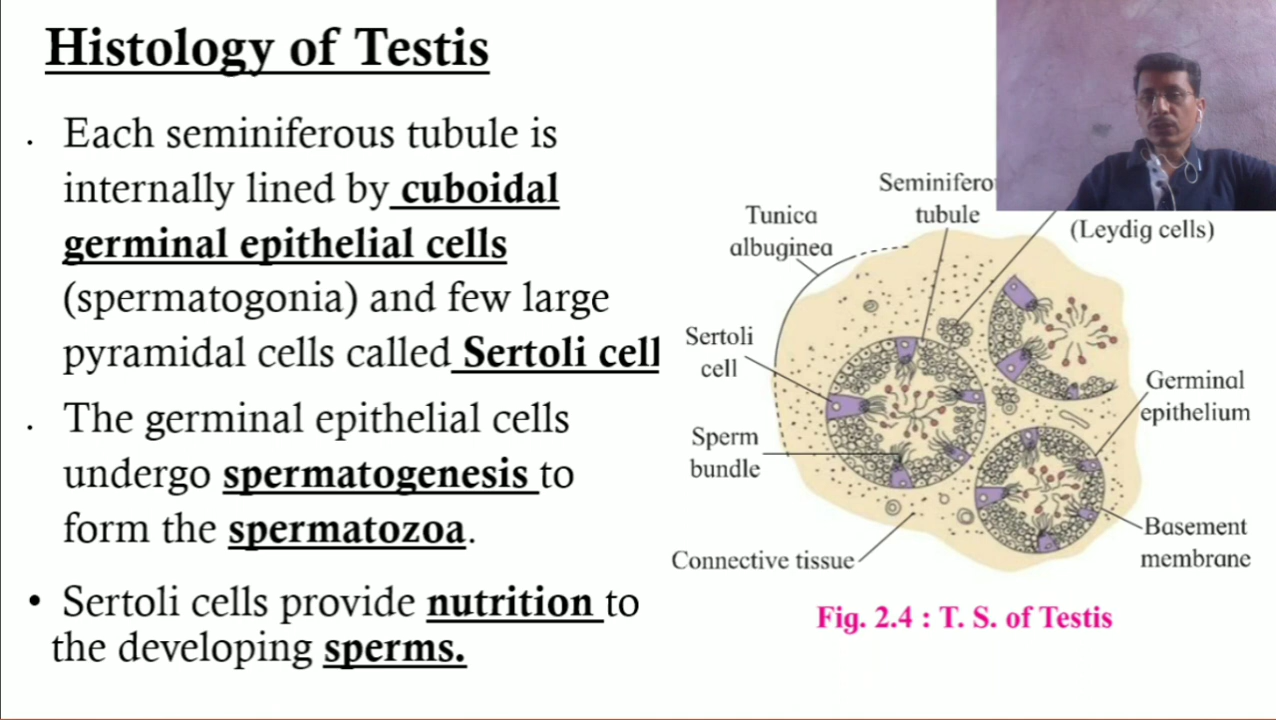 Histology of Testis
. Each seminiferous tubule is
internally lined by cuboidal
germinal epithelial cells
(spermatogonia) and few large
pyramidal cells called Sertoli cell
. The germinal epithelial cells
undergo spermatogenesis to
form the spermatozoa.
• Sertoli cells provide nutrition to
the developing sperms.
Tunica
albuginea
tubule
(Leydig cells)
Sertoli
cell
Germinal
epithelium
Sperm
bundle
Basement
membrane
Connective tissue
Fig. 2.4 : T. S. of Testis